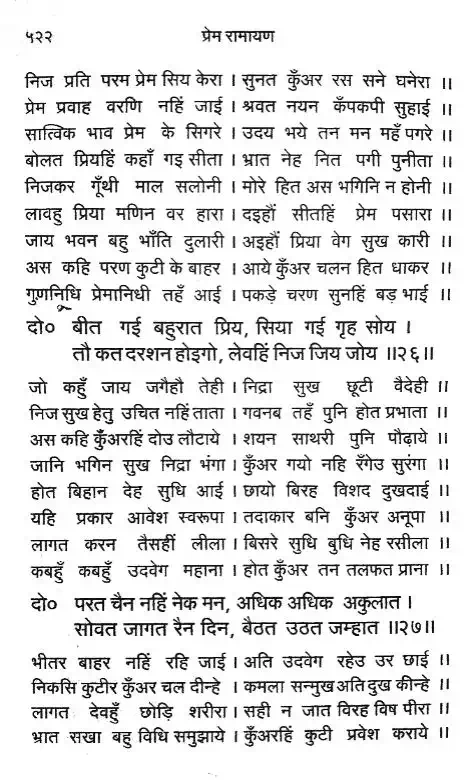 ५२२ प्रेम रामायण
निज प्रति परम प्रेम सिय केरा । सुनत कुँअर रस सने घनेरा ॥
प्रेम प्रवाह वरणि नहिं जाई । श्रवत नयन कँपकपी सुहाई ॥
सात्विक भाव प्रेम के सिगरे । उदय भये तन मन महँ पगरे ॥
बोलत प्रियहिं कहाँ गइ सीता । भ्रात नेह नित पगी पुनीता ॥
निजकर गूँथी माल सलोनी । मोरे हित अस भगिनि न होनी ॥
लावहु प्रिया मणिन वर हारा । दइहौं सीतहिं प्रेम पसारा ॥
जाय भवन बहु भाँति दुलारी । अइहौं प्रिया वेग सुख कारी ॥
अस कहि परण कुटी के बाहर । आये कुँअर चलन हित धाकर ॥
गुणनिधि प्रेमानिधी तहँ आई । पकड़े चरण सुनहिं बड़ भाई ॥
दो० बीत गई बहुरात प्रिय, सिया गई गृह सोय ।
तौ कत दरशन होइगो, लेवहिं निज जिय जोय ॥२६॥
जो कहुँ जाय जगैहौ तेही । निद्रा सुख छूटी वैदेही ॥
निज सुख हेतु उचित नहिं ताता । गवनब तहँ पुनि होत प्रभाता ॥
अस कहि कुँअरहिं दोउ लौटाये । शयन साथरी पुनि पौढ़ाये ॥
जानि भगिन सुख निद्रा भंगा । कुँअर गयो नहि रँगेउ सुरंगा ॥
होत बिहान देह सुधि आई । छायो बिरह विशद दुखदाई ॥
यहि प्रकार आवेश स्वरूपा । तदाकार बनि कुँअर अनूपा ॥
लागत करन तैसहीं लीला । बिसरे सुधि बुधि नेह रसीला ॥
कबहुँ कबहुँ उदवेग महाना । होत कुँअर तन तलफत प्राना ॥
दो० परत चैन नहिं नेक मन, अधिक अधिक अकुलात ।
सोवत जागत रैन दिन, बैठत उठत जम्हात ॥२७॥
भीतर बाहर नहिं रहि जाई । अति उदवेग रहेउ उर छाई ॥
निकसि कुटीर कुँअर चल दीन्हे । कमला सन्मुख अति दुख कीन्हे ॥
लागत देवहुँ छोड़ि शरीरा । सही न जात विरह विष पीरा ॥
भ्रात सखा बहु विधि समुझाये । कुँअरहिं कुटी प्रवेश कराये ॥